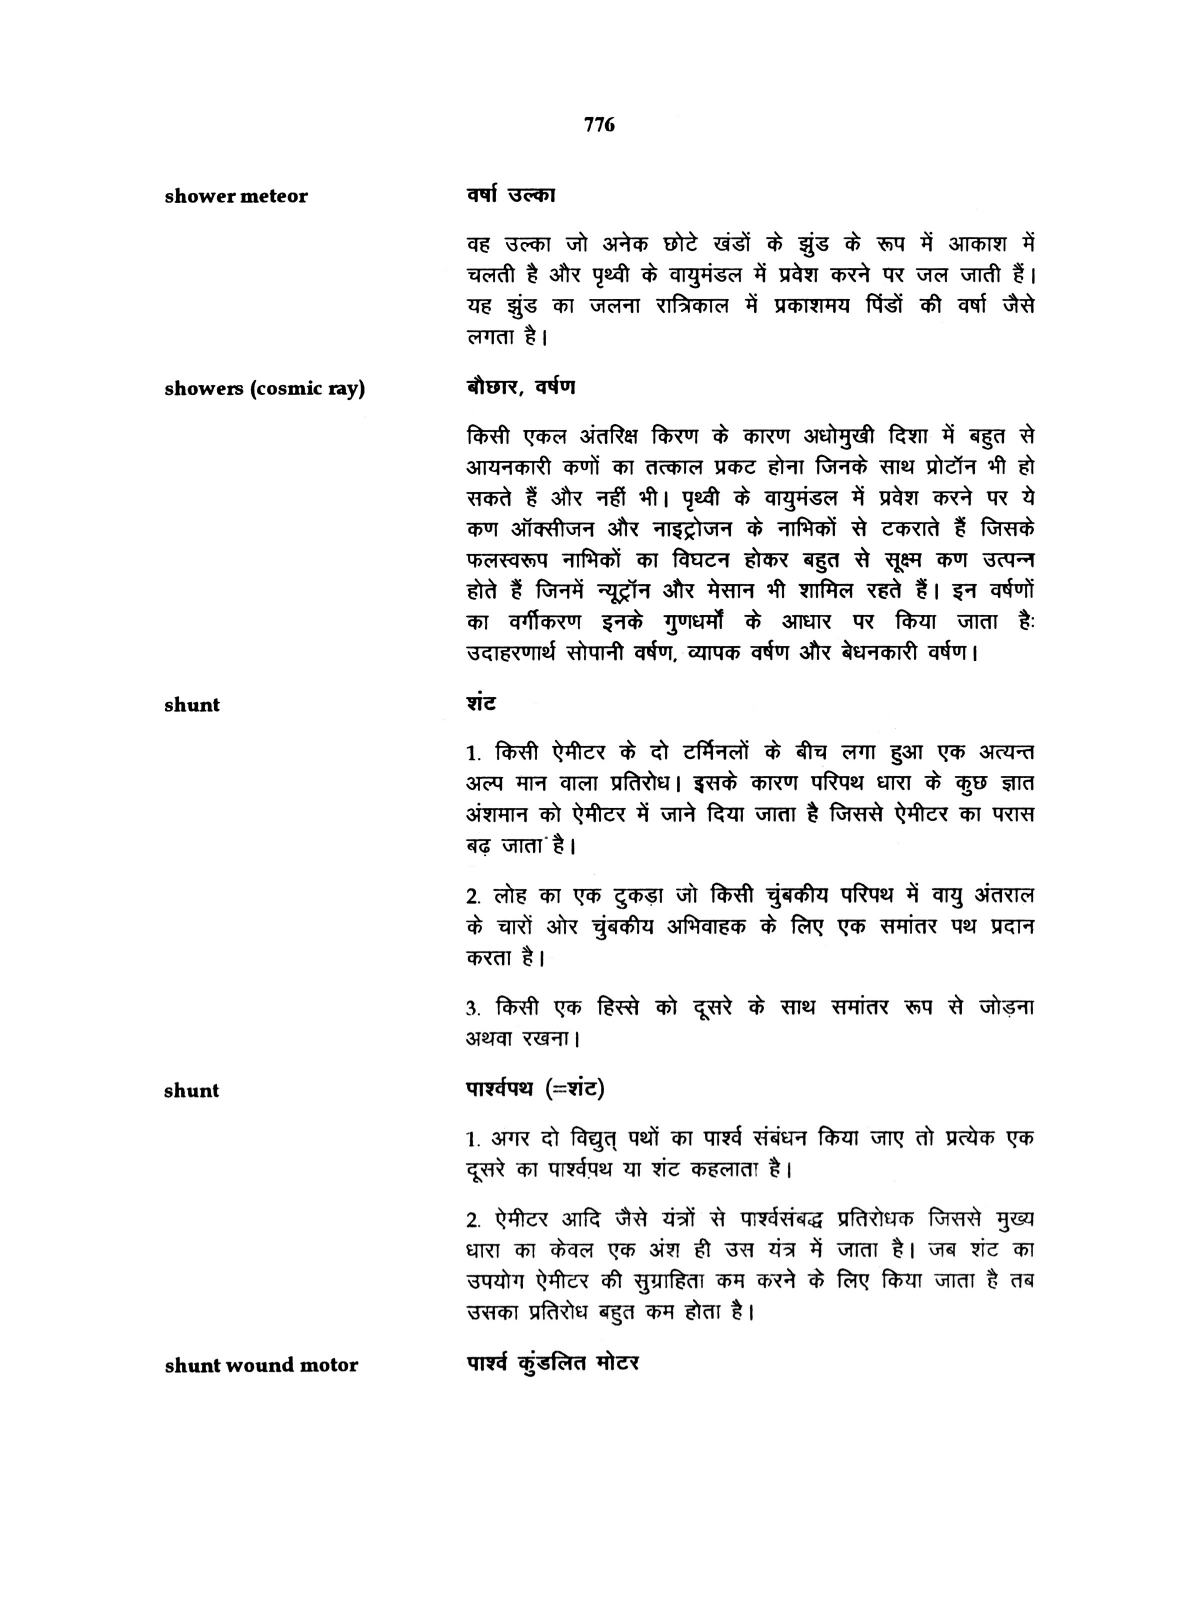 776
shower meteor वर्षा उल्का
वह उल्का जो अनेक छोटे खंडों के झुंड के रूप में आकाश में
चलती है और पृथ्वी के वायुमंडल में प्रवेश करने पर जल जाती हैं।
यह झुंड का जलना रात्रिकाल में प्रकाशमय पिंडों की वर्षा जैसे
लगता है।
showers (cosmic ray) बौछार, वर्षण
किसी एकल अंतरिक्ष किरण के कारण अधोमुखी दिशा में बहुत से
आयनकारी कणों का तत्काल प्रकट होना जिनके साथ प्रोटॉन भी हो
सकते हैं और नहीं भी। पृथ्वी के वायुमंडल में प्रवेश करने पर ये
कण ऑक्सीजन और नाइट्रोजन के नाभिकों से टकराते हैं जिसके
फलस्वरूप नाभिकों का विघटन होकर बहुत से सूक्ष्म कण उत्पन्न
होते हैं जिनमें न्यूट्रॉन और मेसान भी शामिल रहते हैं। इन वर्षणों
का वर्गीकरण इनके गुणधर्मों के आधार पर किया जाता हैः
उदाहरणार्थ सोपानी वर्षण, व्यापक वर्षण और बेधनकारी वर्षण।
shunt शंट
1. किसी ऐमीटर के दो टर्मिनलों के बीच लगा हुआ एक अत्यन्त
अल्प मान वाला प्रतिरोध। इसके कारण परिपथ धारा के कुछ ज्ञात
अंशमान को ऐमीटर में जाने दिया जाता है जिससे ऐमीटर का परास
बढ़ जाता है।
2. लोह का एक टुकड़ा जो किसी चुंबकीय परिपथ में वायु अंतराल
के चारों ओर चुंबकीय अभिवाहक के लिए एक समांतर पथ प्रदान
करता है।
3. किसी एक हिस्से को दूसरे के साथ समांतर रूप से जोड़ना
अथवा रखना।
shunt पार्श्वपथ (=शंट)
1. अगर दो विद्युत् पथों का पार्श्व संबंधन किया जाए तो प्रत्येक एक
दूसरे का पार्श्वपथ या शंट कहलाता है।
2. ऐमीटर आदि जैसे यंत्रों से पार्श्वसंबद्ध प्रतिरोधक जिससे मुख्य
धारा का केवल एक अंश ही उस यंत्र में जाता है। जब शंट का
उपयोग ऐमीटर की सुग्राहिता कम करने के लिए किया जाता है तब
उसका प्रतिरोध बहुत कम होता है।
shunt wound motor पार्श्व कुंडलित मोटर